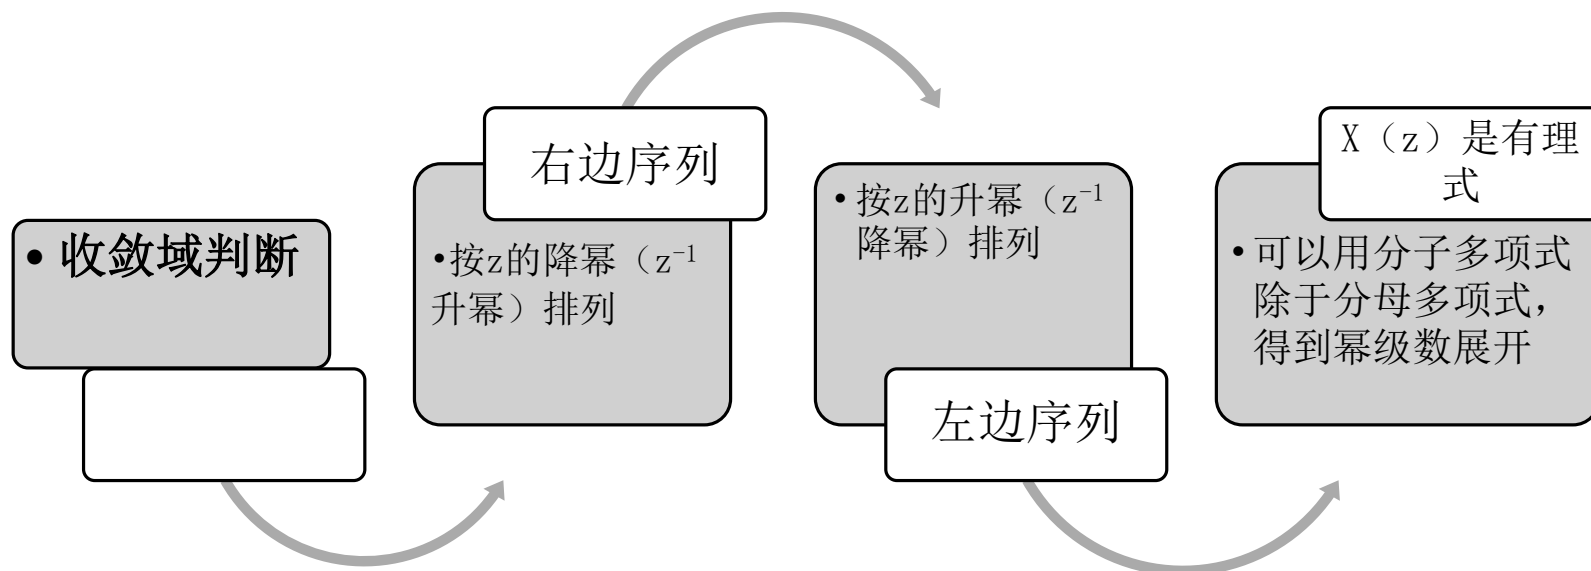 • 收敛域判断
右边序列
•按z的降幂（z⁻¹
升幂）排列
• 按z的升幂（z⁻¹
降幂）排列
左边序列
X（z）是有理
式
• 可以用分子多项式
除于分母多项式，
得到幂级数展开